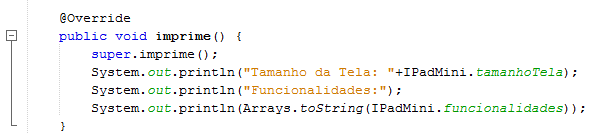 @Override
public void imprime() {
super.imprime();
System.out.println("Tamanho da Tela: "+IPadMini.tamanhoTela);
System.out.println("Funcionalidades:");
System.out.println(Arrays.toString(IPadMini.funcionalidades));
}